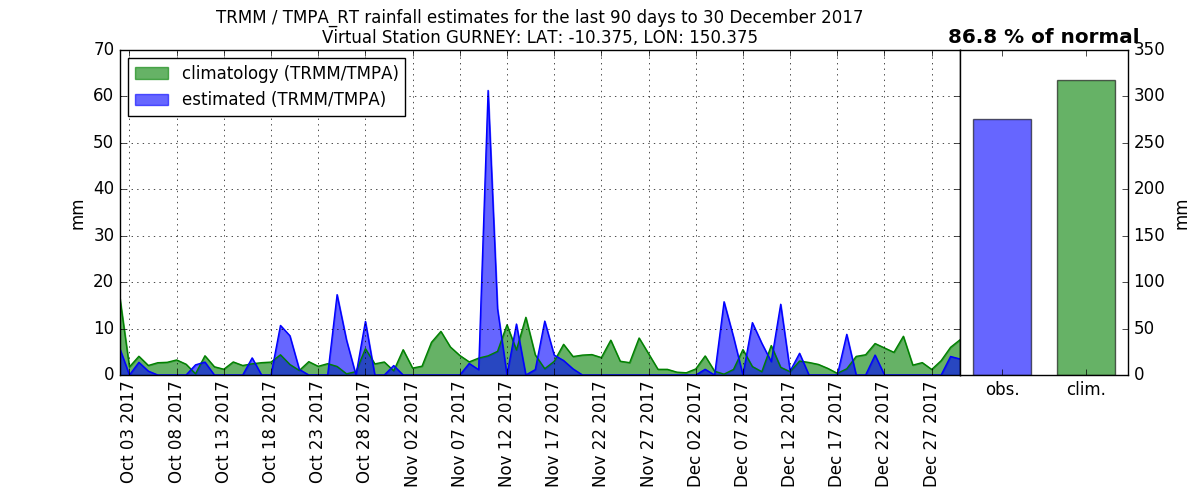 TRMM / TMPA_RT rainfall estimates for the last 90 days to 30 December 2017
Virtual Station GURNEY: LAT: -10.375, LON: 150.375
86.8 % of normal
climatology (TRMM/TMPA)
estimated (TRMM/TMPA)
mm
70
60
50
40
30
20
10
0
Oct 03 2017
Oct 08 2017
Oct 13 2017
Oct 18 2017
Oct 23 2017
Oct 28 2017
Nov 02 2017
Nov 07 2017
Nov 12 2017
Nov 17 2017
Nov 22 2017
Nov 27 2017
Dec 02 2017
Dec 07 2017
Dec 12 2017
Dec 17 2017
Dec 22 2017
Dec 27 2017
obs.
clim.
350
300
250
200
150
100
50
0
mm